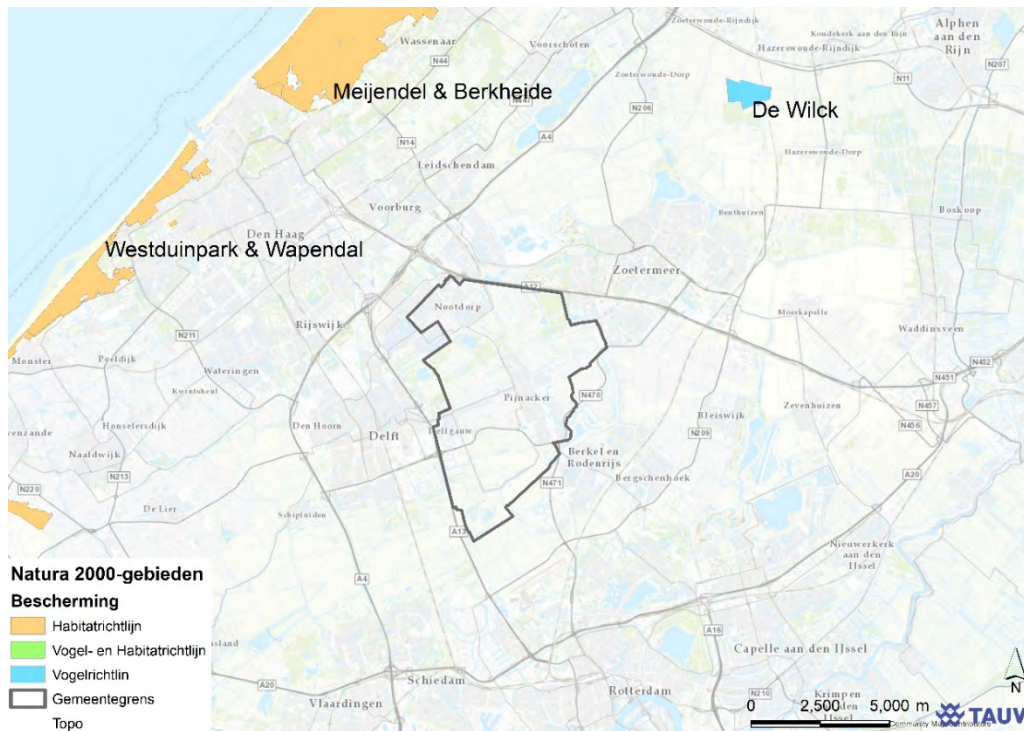 Zoeterwoude-Rijndijk
Koudekerk aan den Rijn
Alphen
aan den
Rijn
Wassenaar
Voorschoten
Hazerswoude-Rijndijk
N44
N207
Meijendel & Berkheide
Zoeterwoude-Dorp
N11
N206
De Wilck
A4
N14
Leidschendam
Hazerswoude-Dorp
Voorburg
Benthuizen
Boskoop
Den Haag
Westduinpark & Wapendal
Zoetermeer
A12
Nootdorp
Moerkapelle
Rijswijk
Waddinxveen
N211
Monster
Poeldijk
N452
Wateringen
N451
Kwintsheul
Pijnacker
N470
Zevenhuizen
N457
Bleiswijk
Honselersdijk
Den Hoorn
Delft
Delfgauw
N209
N456
Naaldwijk
Berkel en
Rodenrijs
A20
N213
Bergschenhoek
N220
N471
De Lier
Schipluiden
A13
Nieuwerkerk
aan den
IJssel
A4
Natura 2000-gebieden
Bescherming
Habitatrichtlijn
Vogel- en Habitatrichtlijn
Vogelrichtlin
Gemeentegrens
Topo
A16
Capelle aan den IJssel
N
Schiedam
A20
Rotterdam
N210
Krimpen
IJssel
Vlaardingen
0 2,500 5,000 m
TAUW